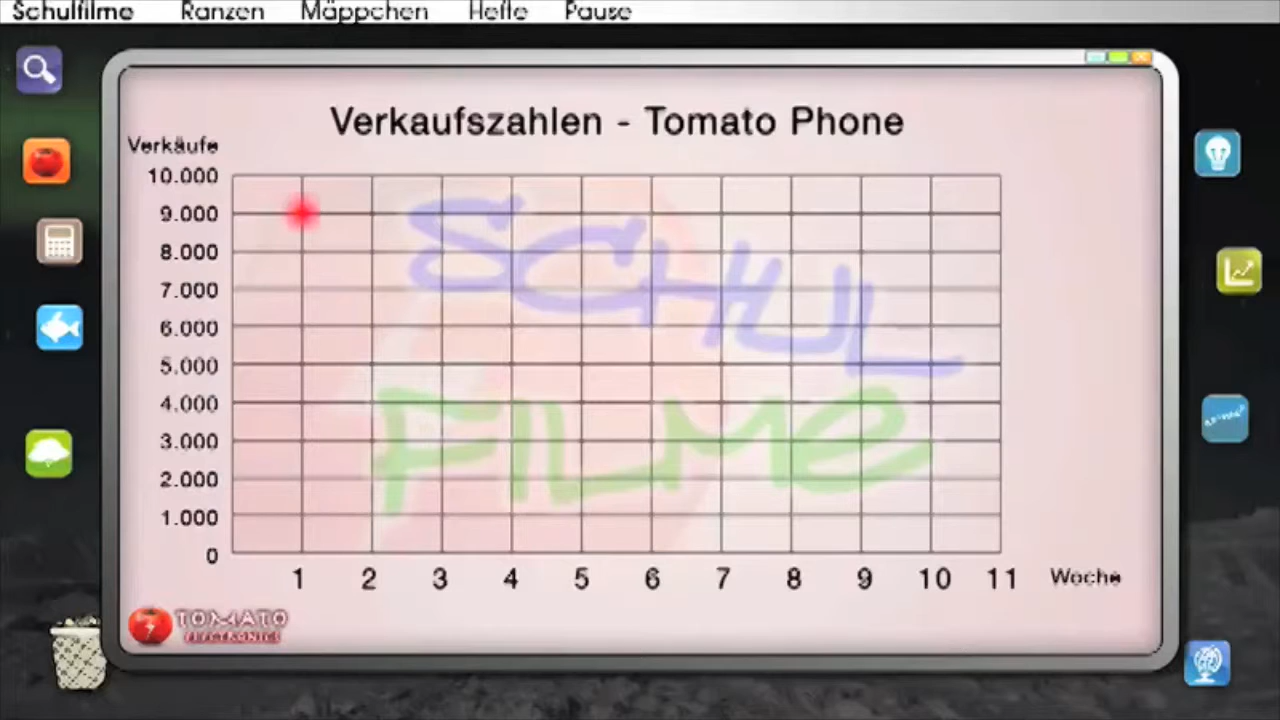 Schulfilme Ranzen Mäppchen Hefte Pause
Verkaufszahlen - Tomato Phone
Verkäufe
10.000
9.000
8.000
7.000
6.000
5.000
4.000
3.000
2.000
1.000
0
SCHUL
FILME
1 2 3 4 5 6 7 8 9 10 11 Woche
TOMATO
ELECTRONICS